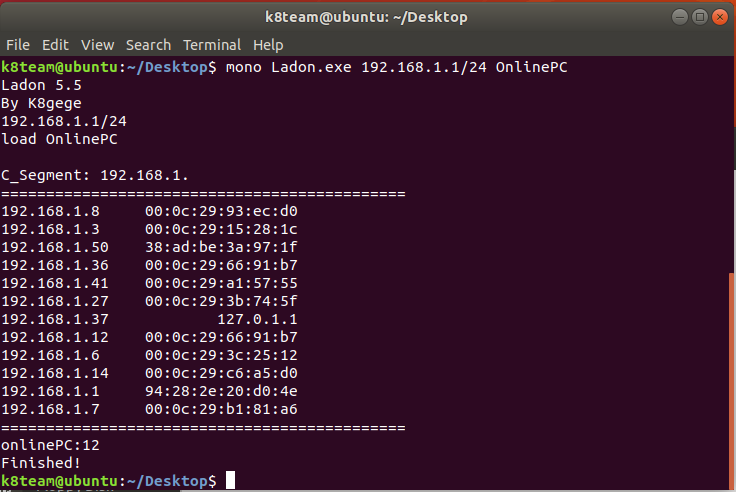 k8team@ubuntu: ~/Desktop
File Edit View Search Terminal Help
k8team@ubuntu:~/Desktop$ mono Ladon.exe 192.168.1.1/24 OnlinePC
Ladon 5.5
By K8gege
192.168.1.1/24
load OnlinePC
C_Segment: 192.168.1.
=============================================
192.168.1.8 00:0c:29:93:ec:d0
192.168.1.3 00:0c:29:15:28:1c
192.168.1.50 38:ad:be:3a:97:1f
192.168.1.36 00:0c:29:66:91:b7
192.168.1.41 00:0c:29:a1:57:55
192.168.1.27 00:0c:29:3b:74:5f
192.168.1.37 127.0.1.1
192.168.1.12 00:0c:29:66:91:b7
192.168.1.6 00:0c:29:3c:25:12
192.168.1.14 00:0c:29:c6:a5:d0
192.168.1.1 94:28:2e:20:d0:4e
192.168.1.7 00:0c:29:b1:81:a6
=============================================
onlinePC:12
Finished!
k8team@ubuntu:~/Desktop$